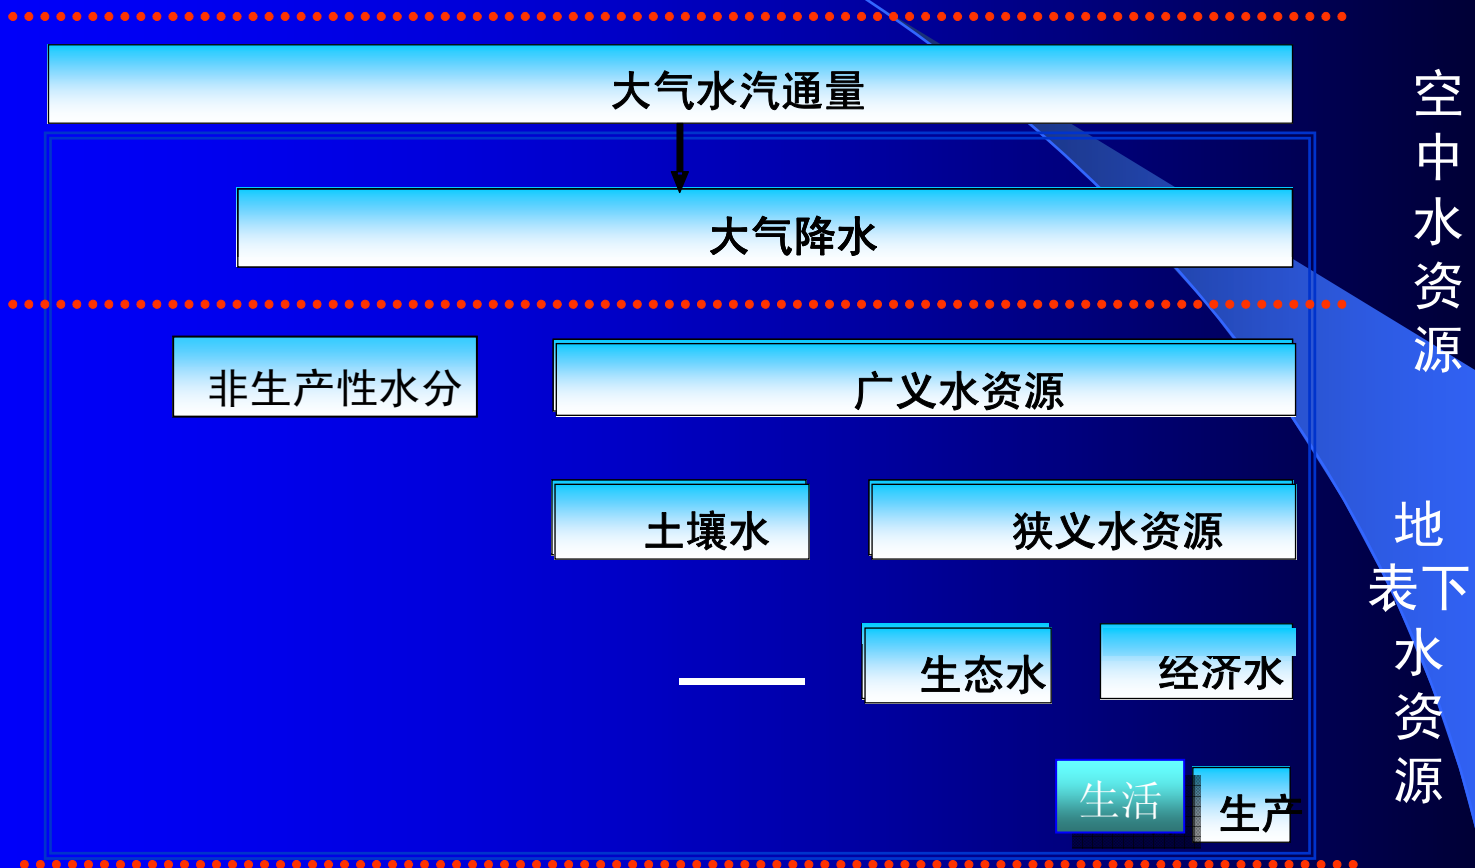 大气水汽通量
大气降水
非生产性水分
广义水资源
土壤水
狭义水资源
生态水
经济水
生活
生产
空
中
水
资
源
地
表下
水
资
源